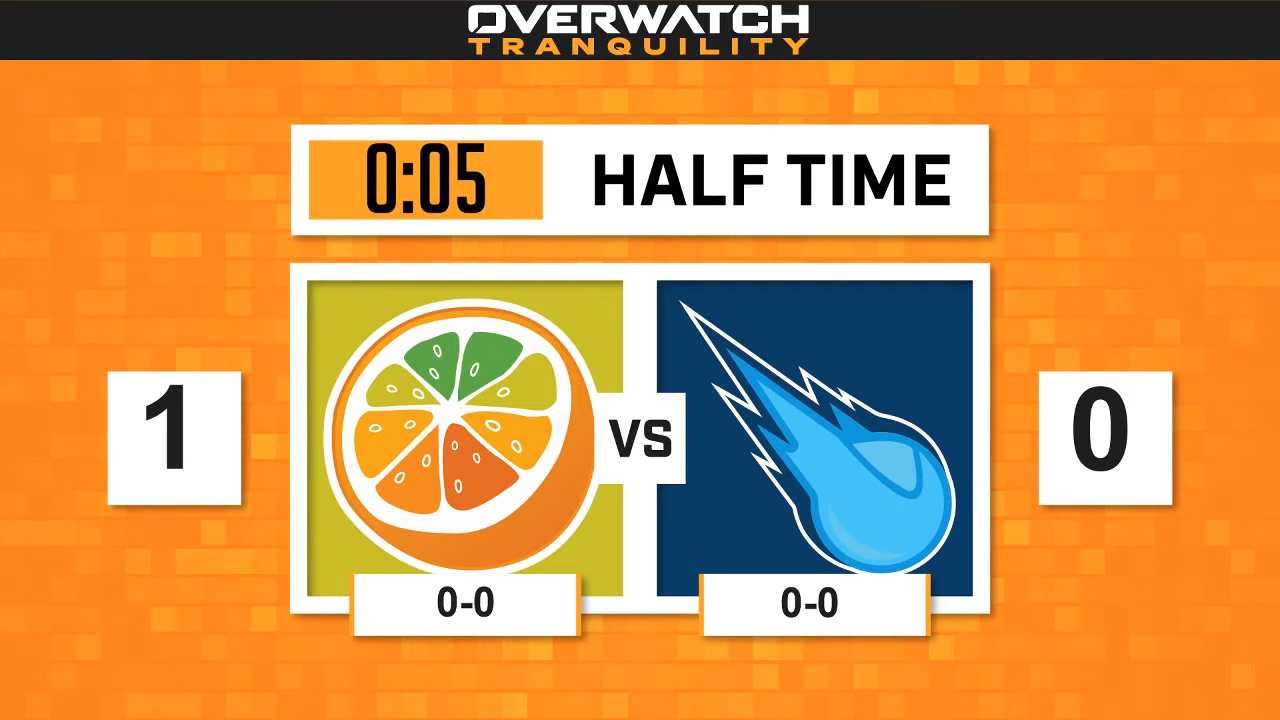 OVERWATCH
TRANQUILITY
0:05 HALF TIME
1 VS 0
0-0 0-0